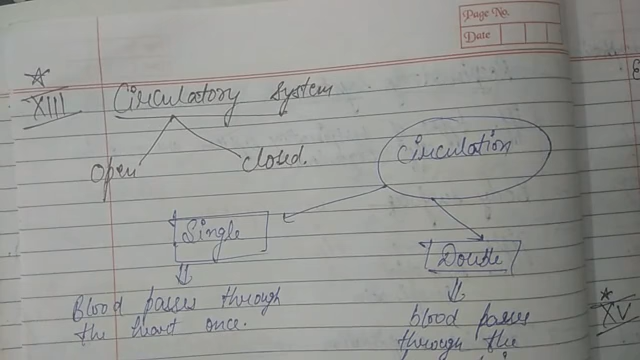 Page No.
Date
XIII
Circulatory System
Open
Closed.
Circulation
Single
Double
Blood passes through
the heart once.
blood passes
through the
XV